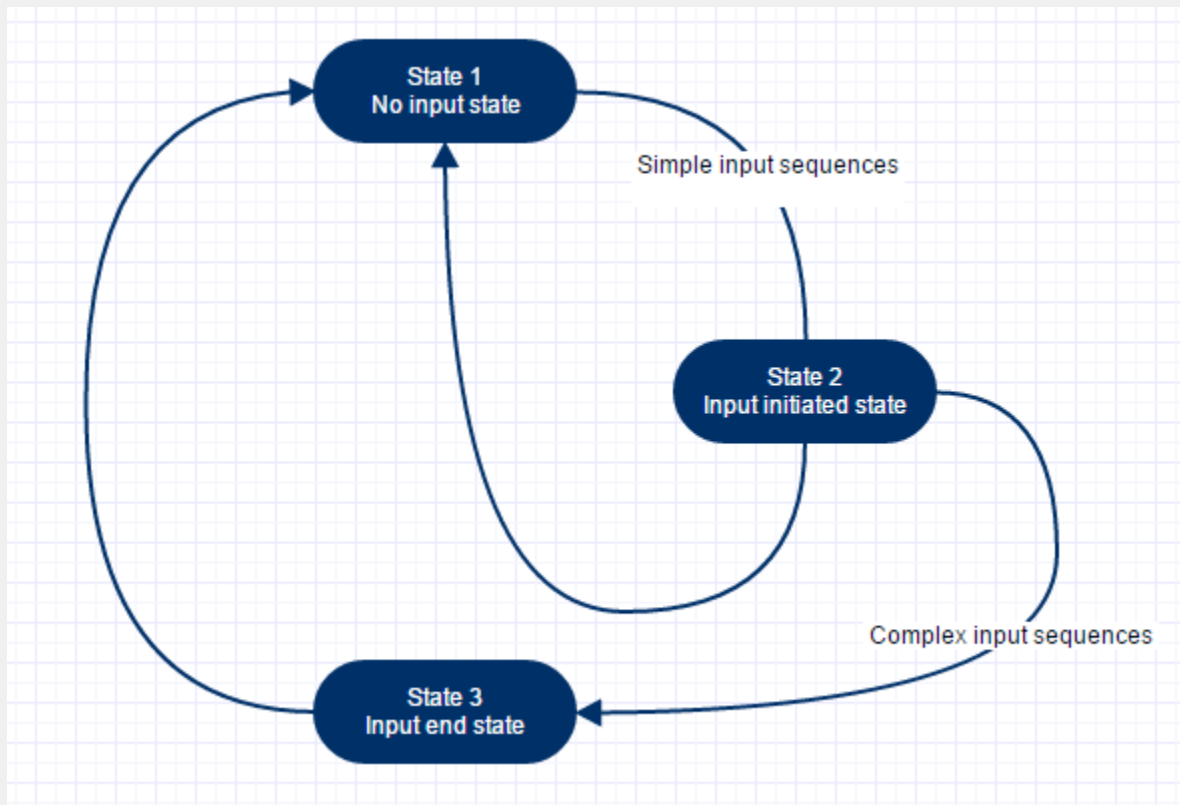 State 1
No input state
Simple input sequences
State 2
Input initiated state
Complex input sequences
State 3
Input end state